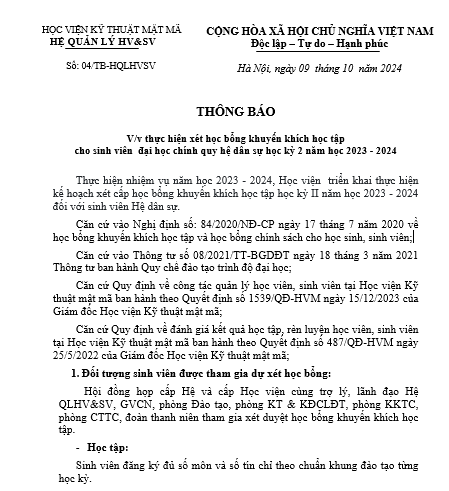 HỌC VIỆN KỸ THUẬT MẬT MÃ
HỆ QUẢN LÝ HV&SV
Số: 04/TB-HQLHVSV
CỘNG HÒA XÃ HỘI CHỦ NGHĨA VIỆT NAM
Độc lập – Tự do – Hạnh phúc
Hà Nội, ngày 09 tháng 10 năm 2024
THÔNG BÁO
V/v thực hiện xét học bổng khuyến khích học tập
cho sinh viên đại học chính quy hệ dân sự học kỳ 2 năm học 2023 - 2024
Thực hiện nhiệm vụ năm học 2023 - 2024, Học viện triển khai thực hiện
kế hoạch xét cấp học bổng khuyến khích học tập học kỳ II năm học 2023 - 2024
đối với sinh viên Hệ dân sự.
Căn cứ vào Nghị định số: 84/2020/NĐ-CP ngày 17 tháng 7 năm 2020 về
học bổng khuyến khích học tập và học bổng chính sách cho học sinh, sinh viên;
Căn cứ vào Thông tư số 08/2021/TT-BGDĐT ngày 18 tháng 3 năm 2021
Thông tư ban hành Quy chế đào tạo trình độ đại học;
Căn cứ Quy định về công tác quản lý học viên, sinh viên tại Học viện Kỹ
thuật mật mã ban hành theo Quyết định số 1539/QĐ-HVM ngày 15/12/2023 của
Giám đốc Học viện Kỹ thuật mật mã;
Căn cứ Quy định về đánh giá kết quả học tập, rèn luyện học viên, sinh viên
tại Học viện Kỹ thuật mật mã ban hành theo Quyết định số 487/QĐ-HVM ngày
25/5/2022 của Giám đốc Học viện Kỹ thuật mật mã;
1. Đối tượng sinh viên được tham gia dự xét học bổng:
Hội đồng họp cấp Hệ và cấp Học viện cùng trợ lý, lãnh đạo Hệ
QLHV&SV, GVCN, phòng Đào tạo, phòng KT & KĐCLĐT, phòng KKTC,
phòng CTTC, đoàn thanh niên tham gia xét duyệt học bổng khuyến khích học
tập.
- Học tập:
Sinh viên đăng ký đủ số môn và số tín chỉ theo chuẩn khung đào tạo từng
học kỳ.